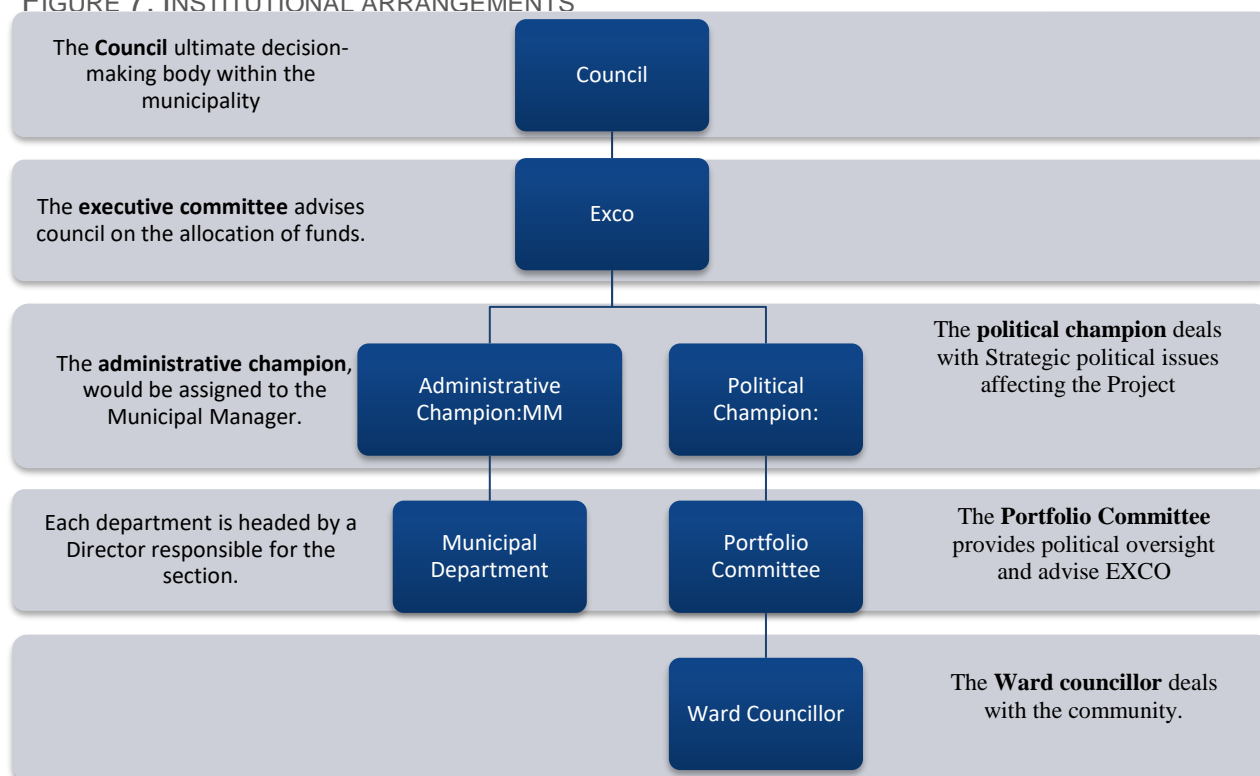 FIGURE 7. INSTITUTIONAL ARRANGEMENTS
The Council ultimate decision-
making body within the
municipality
Council
The executive committee advises
council on the allocation of funds.
Exco
The administrative champion,
would be assigned to the
Municipal Manager.
Administrative
Champion:MM
Political
Champion:
The political champion deals
with Strategic political issues
affecting the Project
Each department is headed by a
Director responsible for the
section.
Municipal
Department
Portfolio
Committee
The Portfolio Committee
provides political oversight
and advise EXCO
Ward Councillor
The Ward councillor deals
with the community.